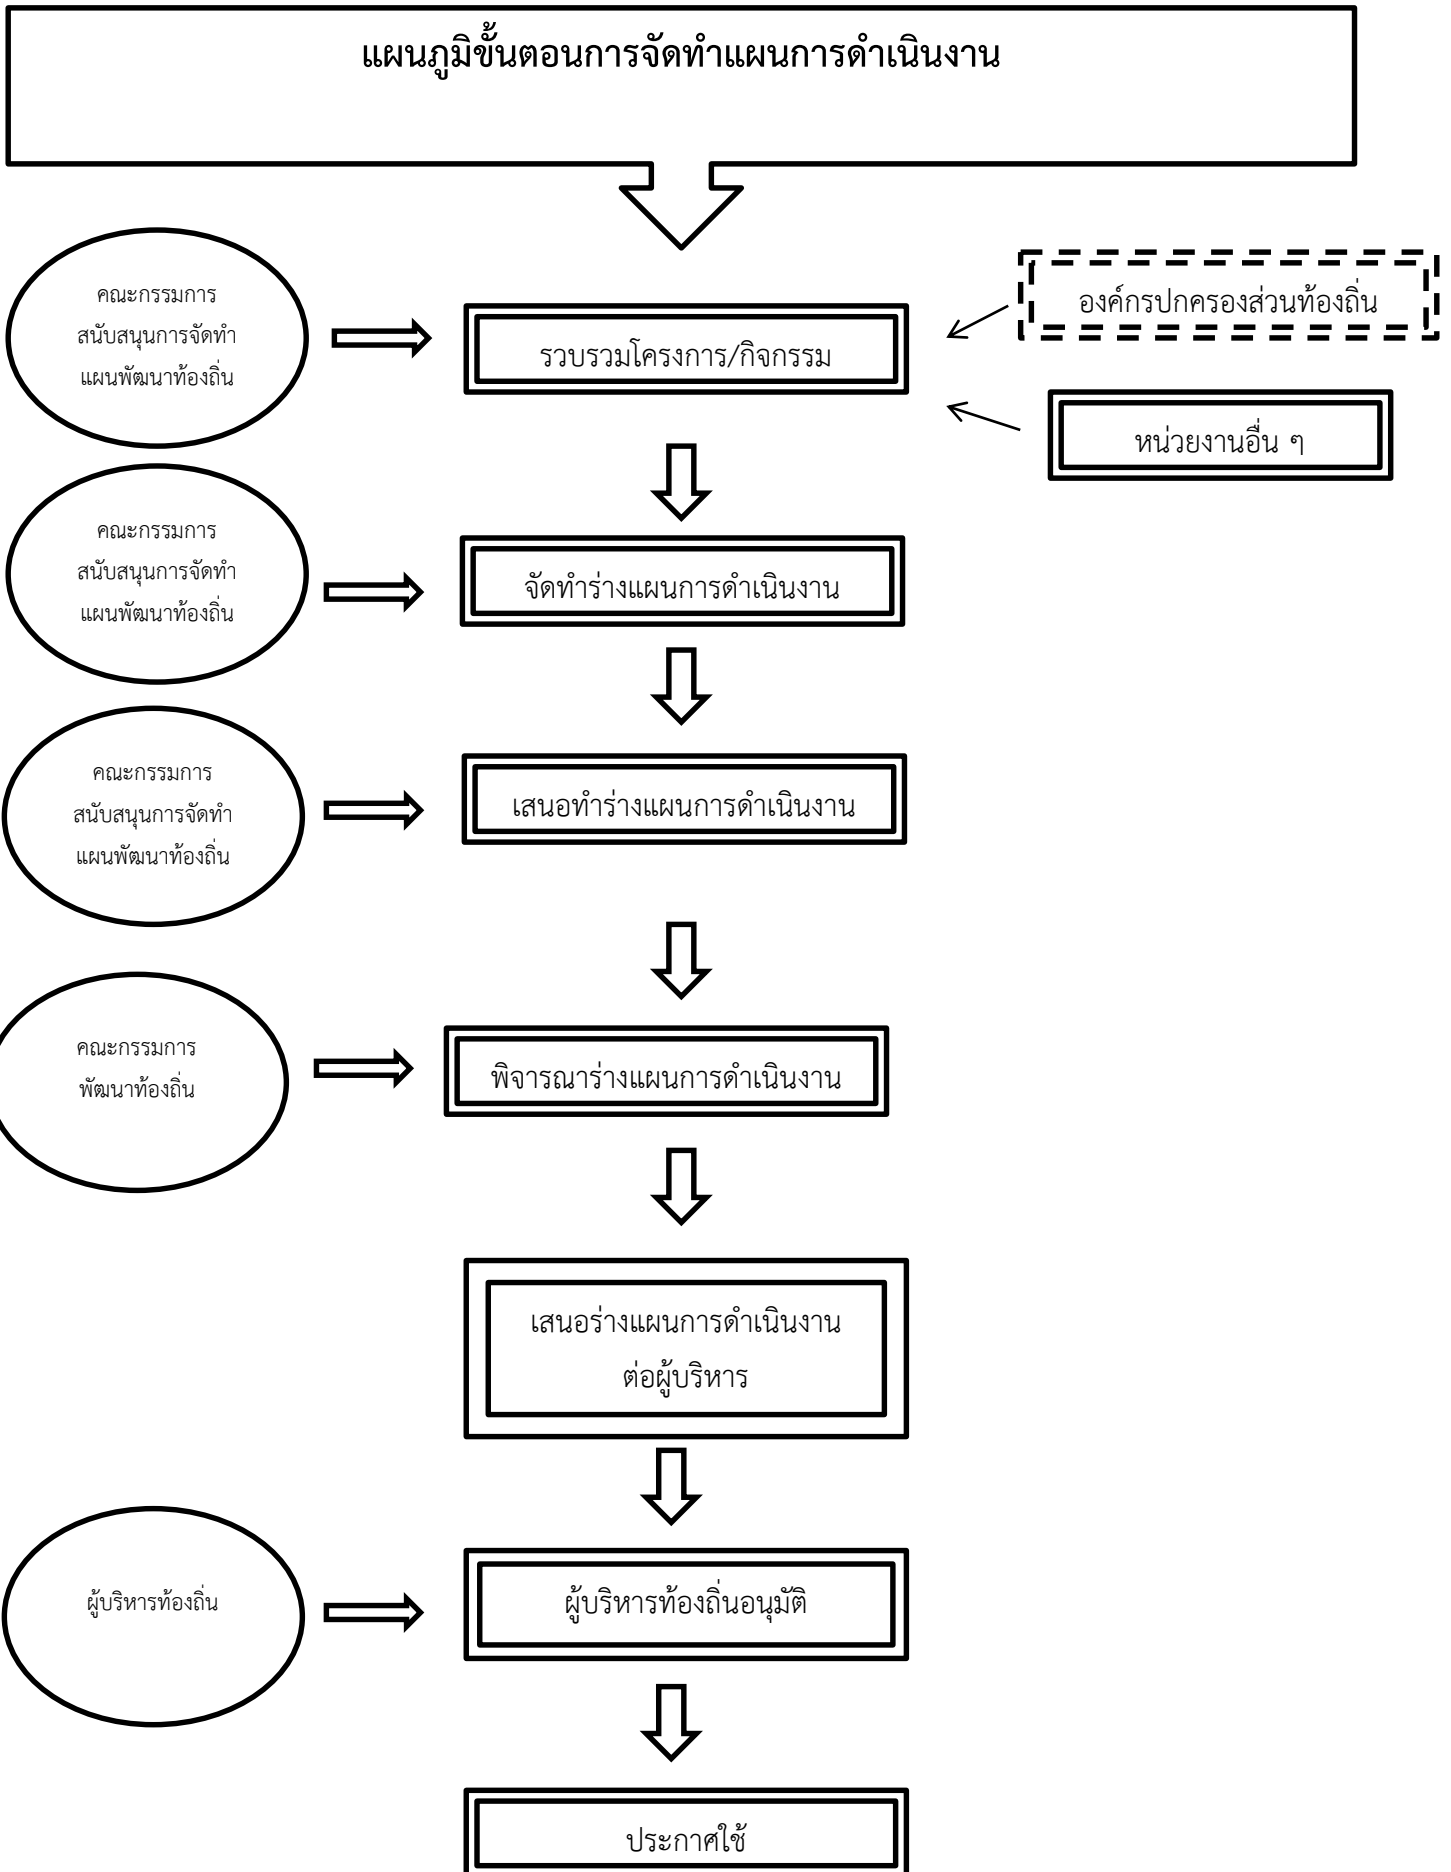 แผนภูมิขั้นตอนการจัดทำแผนการดำเนินงาน
คณะกรรมการ
สนับสนุนการจัดทำ
แผนพัฒนาท้องถิ่น
รวบรวมโครงการ/กิจกรรม
องค์กรปกครองส่วนท้องถิ่น
หน่วยงานอื่น ๆ
คณะกรรมการ
สนับสนุนการจัดทำ
แผนพัฒนาท้องถิ่น
จัดทำร่างแผนการดำเนินงาน
คณะกรรมการ
สนับสนุนการจัดทำ
แผนพัฒนาท้องถิ่น
เสนอทำร่างแผนการดำเนินงาน
คณะกรรมการ
พัฒนาท้องถิ่น
พิจารณาร่างแผนการดำเนินงาน
เสนอร่างแผนการดำเนินงาน
ต่อผู้บริหาร
ผู้บริหารท้องถิ่น
ผู้บริหารท้องถิ่นอนุมัติ
ประกาศใช้